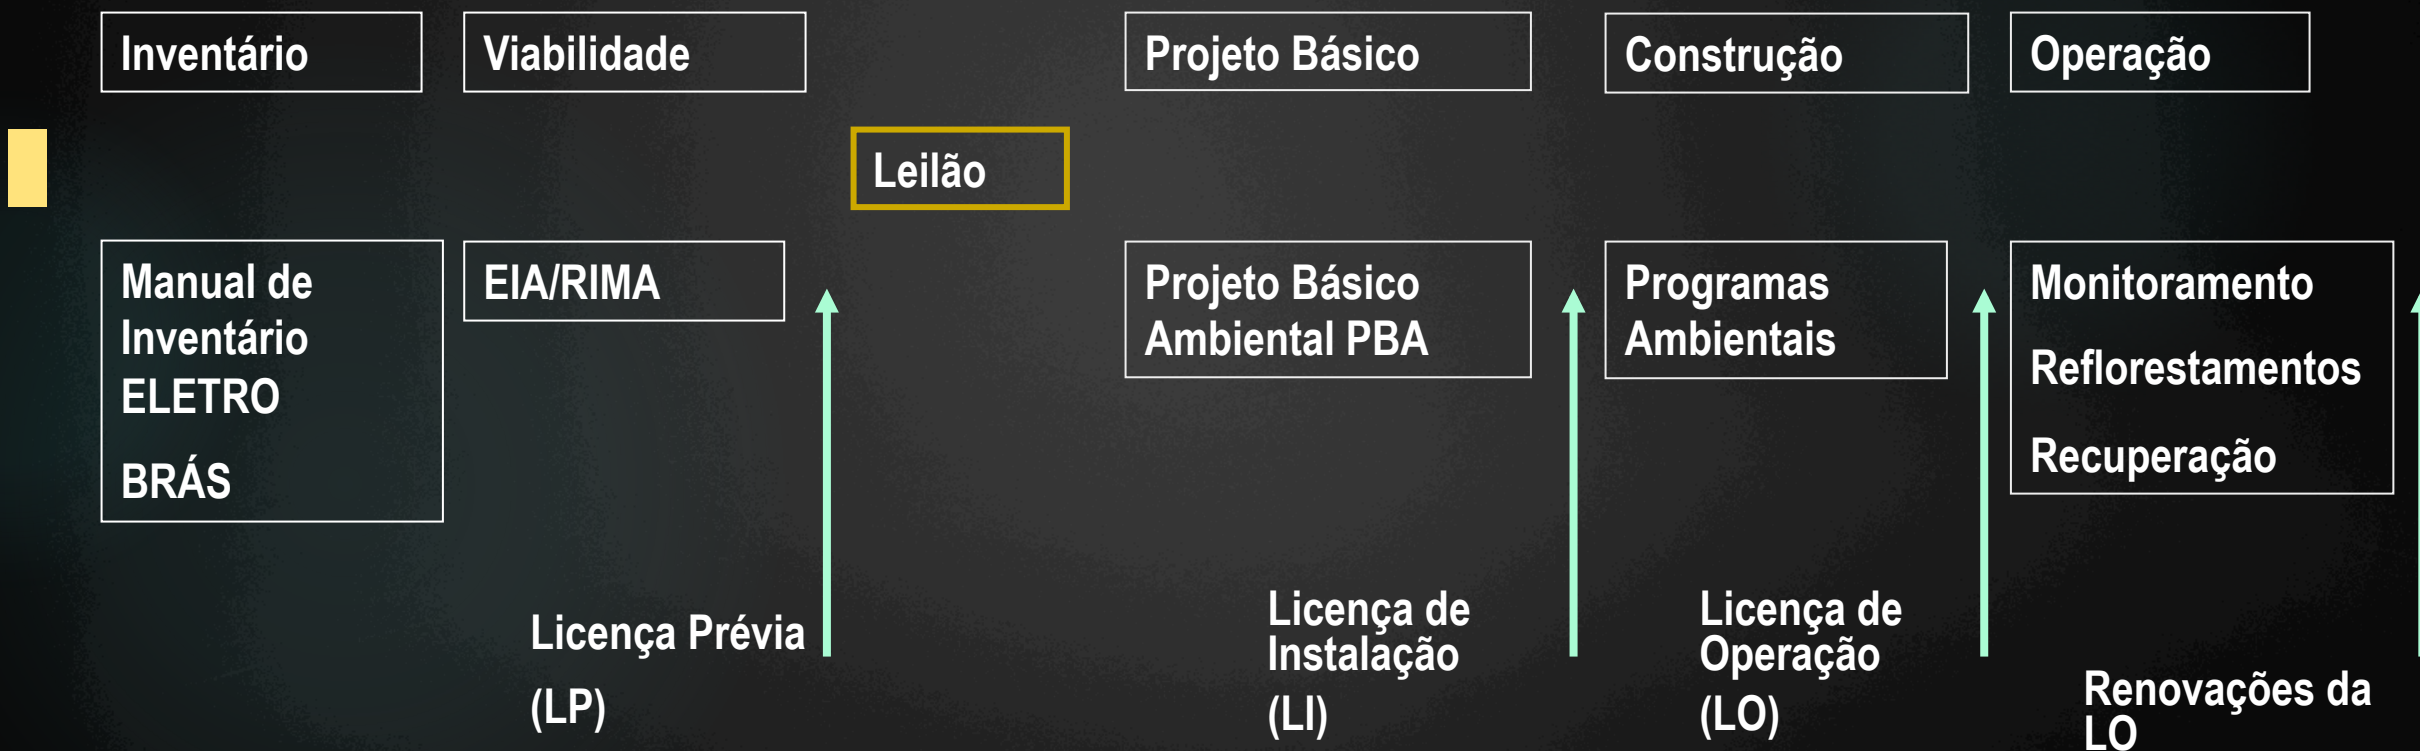 Inventário
Viabilidade
Projeto Básico
Construção
Operação
Leilão
Manual de
Inventário
ELETRO
BRÁS
EIA/RIMA
Projeto Básico
Ambiental PBA
Programas
Ambientais
Monitoramento
Reflorestamentos
Recuperação
Licença Prévia
(LP)
Licença de
Instalação
(LI)
Licença de
Operação
(LO)
Renovações da
LO